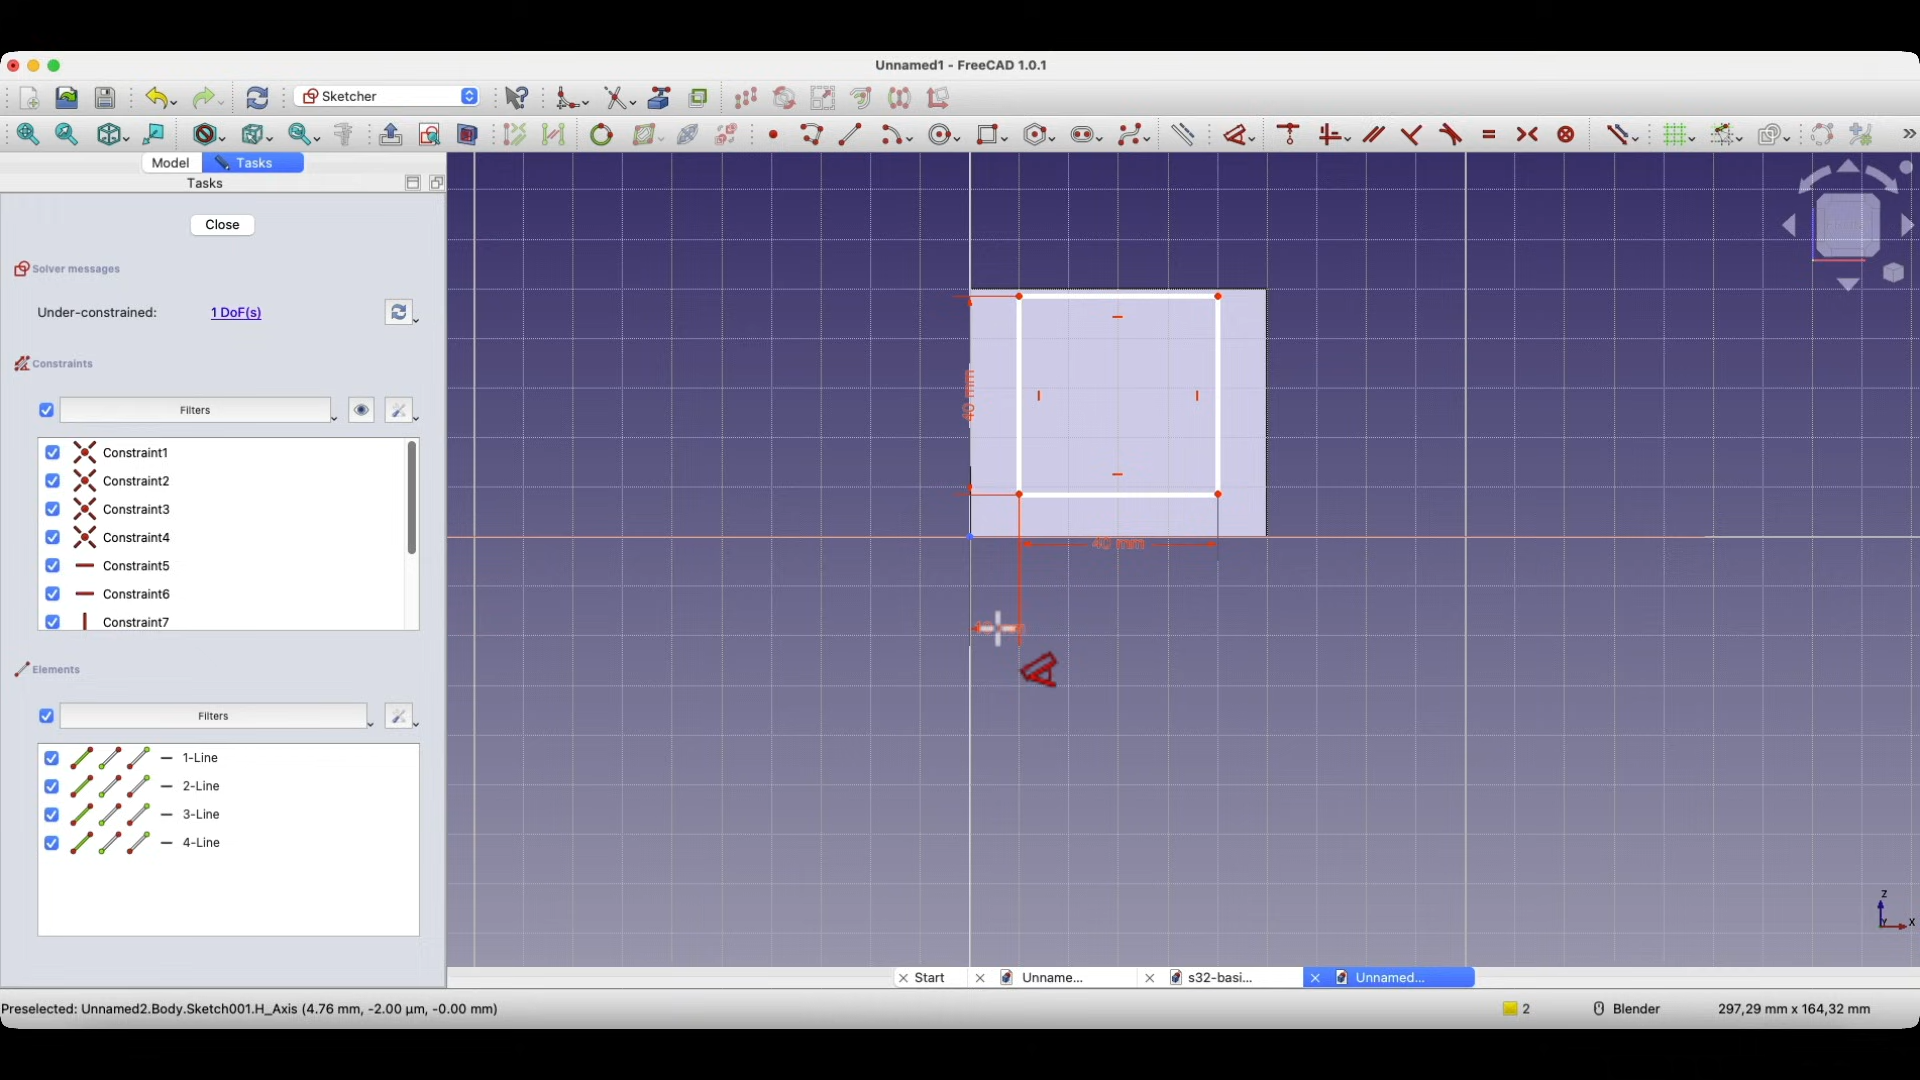 Unnamed1 - FreeCAD 1.0.1
Sketcher
Model
Tasks
Tasks
Close
Solver messages
Under-constrained:
1 DoF(s)
Constraints
Filters
Constraint1
Constraint2
Constraint3
Constraint4
Constraint5
Constraint6
Constraint7
Elements
Filters
1-Line
2-Line
3-Line
4-Line
40 mm
40 mm
Z
X
Start
Unname...
s32-basi...
Unnamed...
Preselected: Unnamed2.Body.Sketch001.H_Axis (4.76 mm, -2.00 µm, -0.00 mm)
2
Blender
297,29 mm x 164,32 mm